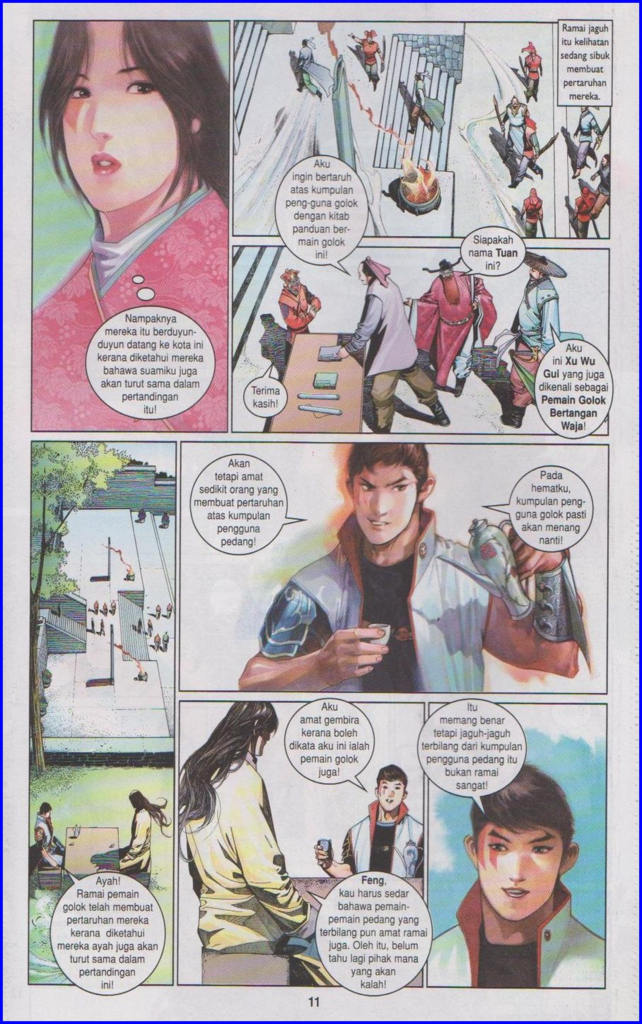 Nampaknya
mereka itu berduyun-
duyun datang ke kota ini
kerana diketahui mereka
bahawa suamiku juga
akan turut sama dalam
pertandingan
itu!
Ramai jaguh
itu kelihatan
sedang sibuk
membuat
pertaruhan
mereka.
Aku
ingin bertaruh
atas kumpulan
peng-guna golok
dengan kitab
panduan ber-
main golok
ini!
Siapakah
nama Tuan
ini?
Terima
kasih!
Aku
ini Xu Wu
Gui yang juga
dikenali sebagai
Pemain Golok
Bertangan
Waja!
Akan
tetapi amat
sedikit orang yang
membuat pertaruhan
atas kumpulan
pengguna
pedang!
Pada
hematku,
kumpulan peng-
guna golok pasti
akan menang
nanti!
Ayah!
Ramai pemain
golok telah membuat
pertaruhan mereka
kerana diketahui
mereka ayah juga akan
turut sama dalam
pertandingan
ini!
Aku
amat gembira
kerana boleh
dikata aku ini ialah
pemain golok
juga!
Feng,
kau harus sedar
bahawa pemain-
pemain pedang yang
terbilang pun amat ramai
juga. Oleh itu, belum
tahu lagi pihak mana
yang akan
kalah!
Itu
memang benar
tetapi jaguh-jaguh
terbilang dari kumpulan
pengguna pedang itu
bukan ramai
sangat!
11